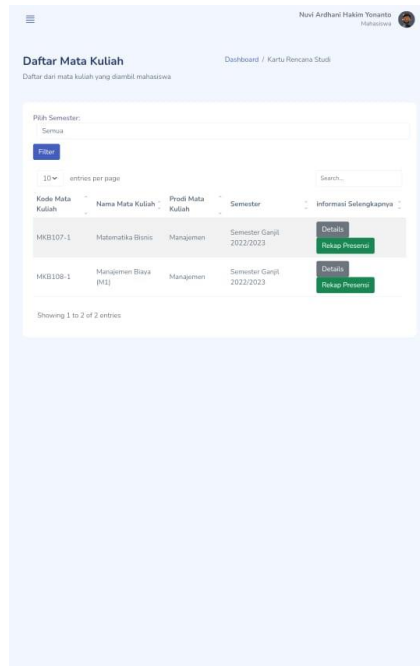 Nuvi Ardhani Hakim Yonanto
Mahasiswa
Daftar Mata Kuliah
Dashboard / Kartu Rencana Studi
Daftar dari mata kuliah yang diambil mahasiswa
Pilih Semester:
Semua
Filter
10 entries per page
Search...
Kode Mata Kuliah
Nama Mata Kuliah
Prodi Mata Kuliah
Semester
Informasi Selengkapnya
MKB107-1
Matematika Bisnis
Manajemen
Semester Ganjil
2022/2023
Details
Rekap Presensi
MKB108-1
Manajemen Biaya
(M1)
Manajemen
Semester Ganjil
2022/2023
Details
Rekap Presensi
Showing 1 to 2 of 2 entries